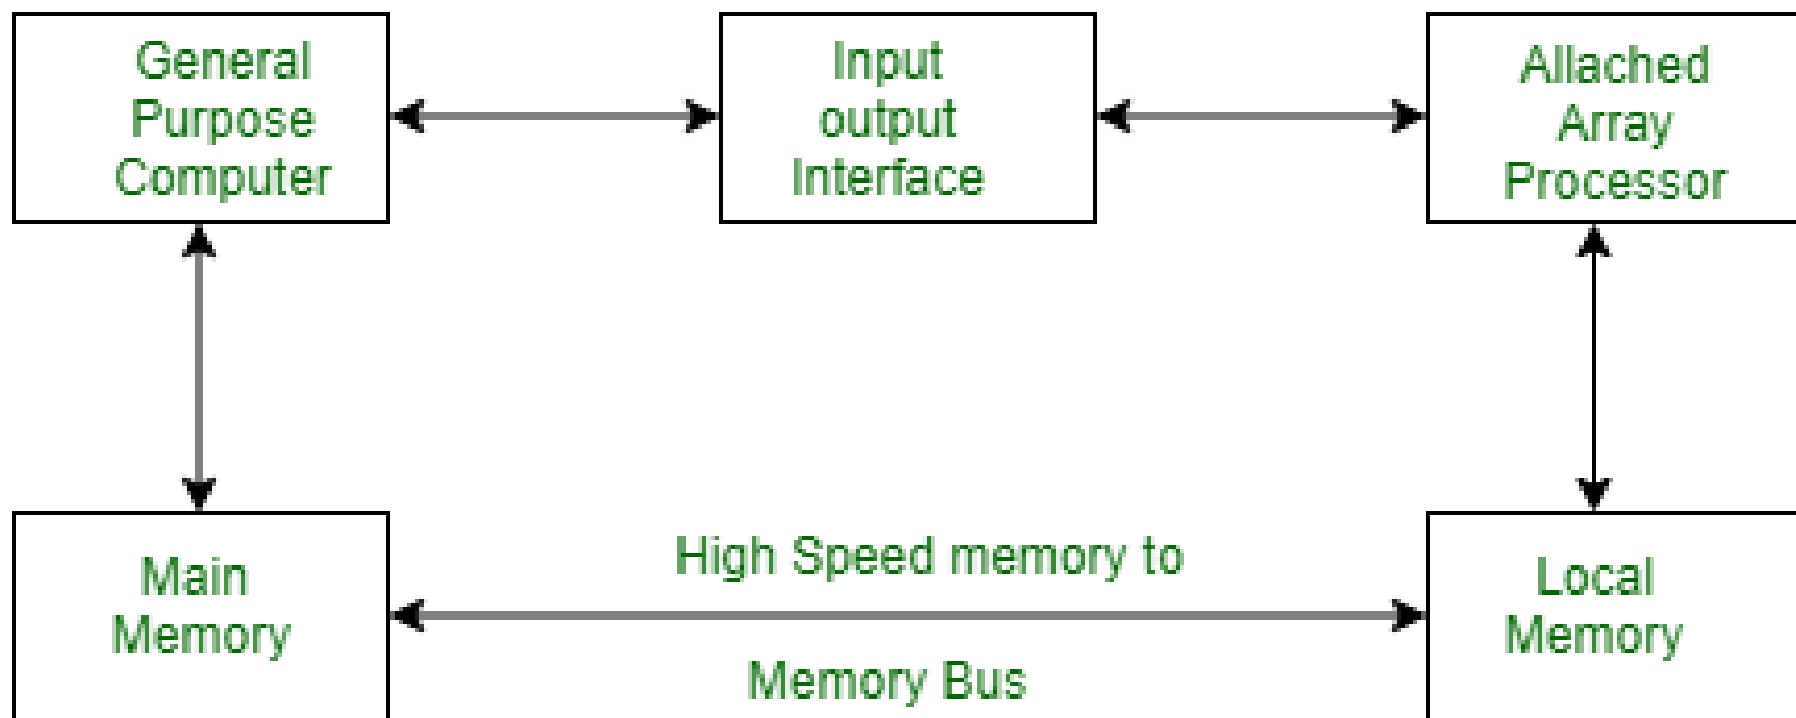 General
Purpose
Computer
Input
output
Interface
Allached
Array
Processor
Main
Memory
High Speed memory to
Memory Bus
Local
Memory